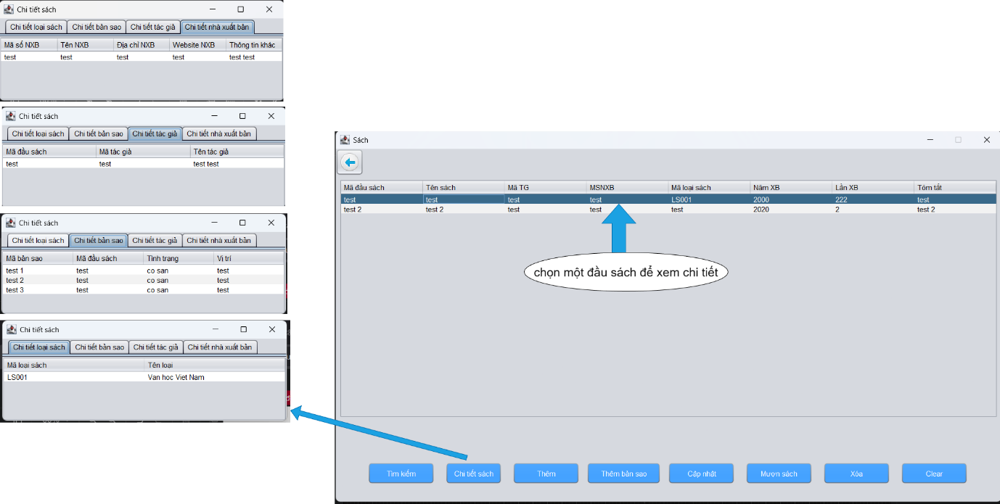 Chi tiết sách
Chi tiết loại sách Chi tiết bản sao Chi tiết tác giả Chi tiết nhà xuất bản
Mã số NXB Tên NXB Địa chỉ NXB Website NXB Thông tin khác
test test test test test test
Chi tiết sách
Chi tiết loại sách Chi tiết bản sao Chi tiết tác giả Chi tiết nhà xuất bản
Mã đầu sách Mã tác giả Tên tác giả
test test test test
Chi tiết sách
Chi tiết loại sách Chi tiết bản sao Chi tiết tác giả Chi tiết nhà xuất bản
Mã bản sao Mã đầu sách Tình trạng Vị trí
test 1 test co san test
test 2 test co san test
test 3 test co san test
Chi tiết sách
Chi tiết loại sách Chi tiết bản sao Chi tiết tác giả Chi tiết nhà xuất bản
Mã loại sách Tên loại
LS001 Van hoc Viet Nam
Sách
Mã đầu sách Tên sách Mã TG MSNXB Mã loại sách Năm XB Lần XB Tóm tắt
test test test test LS001 2000 222 test
test 2 test 2 test test test 2020 2 test 2
chọn một đầu sách để xem chi tiết
Tìm kiếm Chi tiết sách Thêm Thêm bản sao Cập nhật Mượn sách Xóa Clear